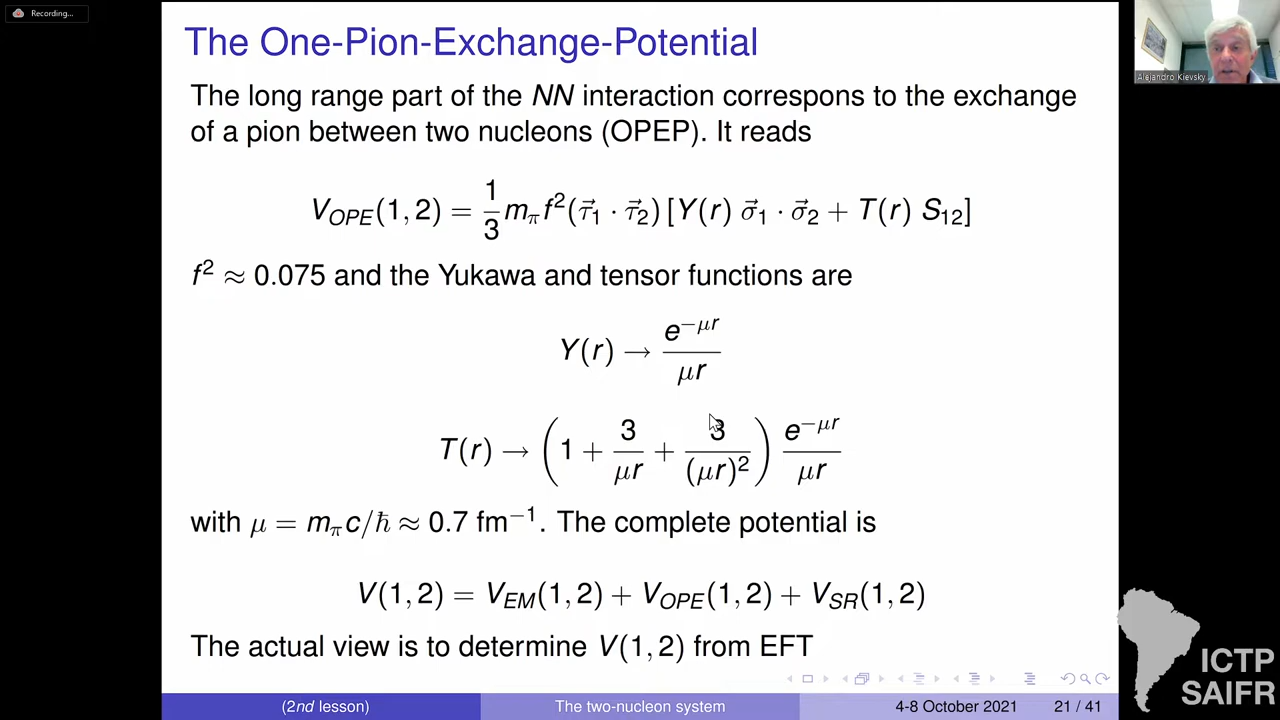 Recording...
The One-Pion-Exchange-Potential
Alejandro Kievsky
The long range part of the NN interaction correspons to the exchange
of a pion between two nucleons (OPEP). It reads
V_OPE(1, 2) = 1/3 m_π f² (τ⃗₁ · τ⃗₂) [Y(r) σ⃗₁ · σ⃗₂ + T(r) S₁₂]
f² ≈ 0.075 and the Yukawa and tensor functions are
Y(r) → e^{−μr} / μr
T(r) → (1 + 3/μr + 3/(μr)²) e^{−μr} / μr
with μ = m_π c/ħ ≈ 0.7 fm⁻¹. The complete potential is
V(1, 2) = V_EM(1, 2) + V_OPE(1, 2) + V_SR(1, 2)
The actual view is to determine V(1, 2) from EFT
ICTP
SAIFR
(2nd lesson) The two-nucleon system 4-8 October 2021 21 / 41